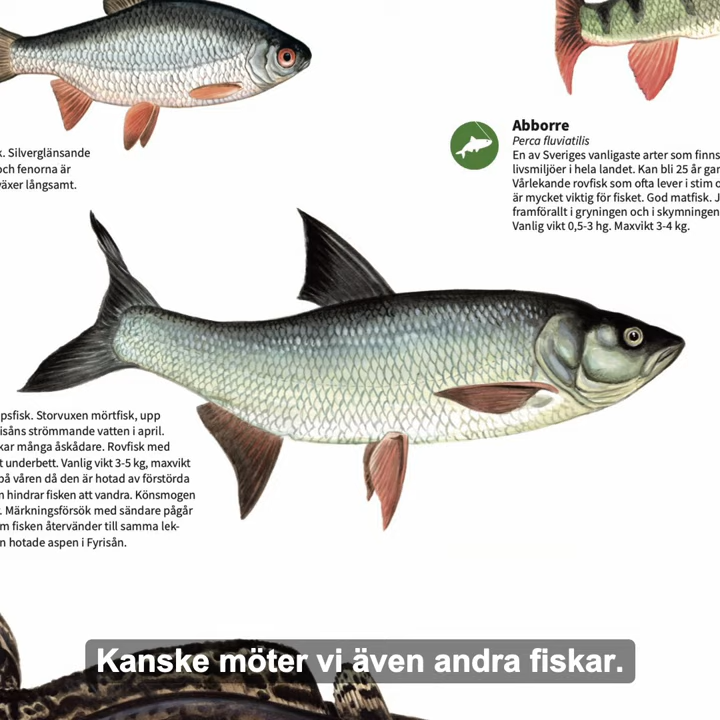 k. Silverglänsande
och fenorna är
växer långsamt.
Abborre
Perca fluviatilis
En av Sveriges vanligaste arter som finns
livsmiljöer i hela landet. Kan bli 25 år gam
Vårlekande rovfisk som ofta lever i stim o
är mycket viktig för fisket. God matfisk. J
framförallt i gryningen och i skymningen
Vanlig vikt 0,5-3 hg. Maxvikt 3-4 kg.
psfisk. Storvuxen mörtfisk, upp
isåns strömmande vatten i april.
kar många åskådare. Rovfisk med
t underbett. Vanlig vikt 3-5 kg, maxvikt
på våren då den är hotad av förstörda
m hindrar fisken att vandra. Könsmogen
. Märkningsförsök med sändare pågår
m fisken återvänder till samma lek-
n hotade aspen i Fyrisån.
Kanske möter vi även andra fiskar.